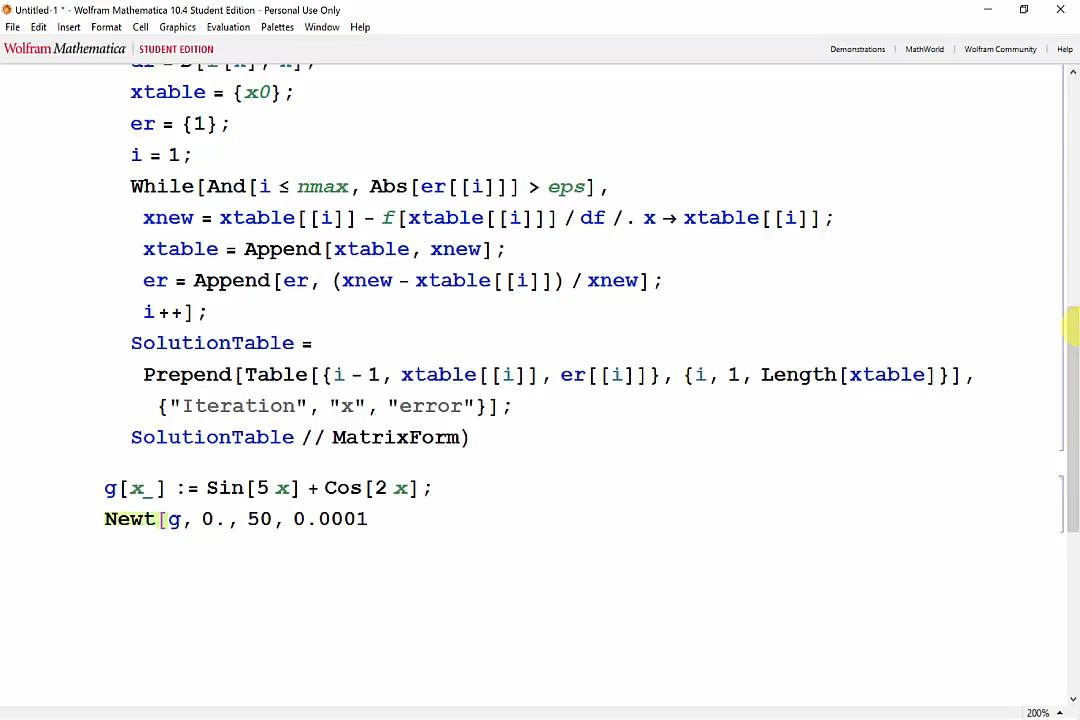 Untitled-1 * - Wolfram Mathematica 10.4 Student Edition - Personal Use Only
File Edit Insert Format Cell Graphics Evaluation Palettes Window Help
Wolfram Mathematica | STUDENT EDITION Demonstrations | MathWorld | Wolfram Community | Help
xtable = {x0};
er = {1};
i = 1;
While[And[i ≤ nmax, Abs[er[[i]]] > eps],
xnew = xtable[[i]] - f[xtable[[i]]] / df /. x → xtable[[i]];
xtable = Append[xtable, xnew];
er = Append[er, (xnew - xtable[[i]]) / xnew];
i++];
SolutionTable =
Prepend[Table[{i - 1, xtable[[i]], er[[i]]}, {i, 1, Length[xtable]}],
{"Iteration", "x", "error"}];
SolutionTable // MatrixForm)
g[x_] := Sin[5 x] + Cos[2 x];
Newt[g, 0., 50, 0.0001
200%